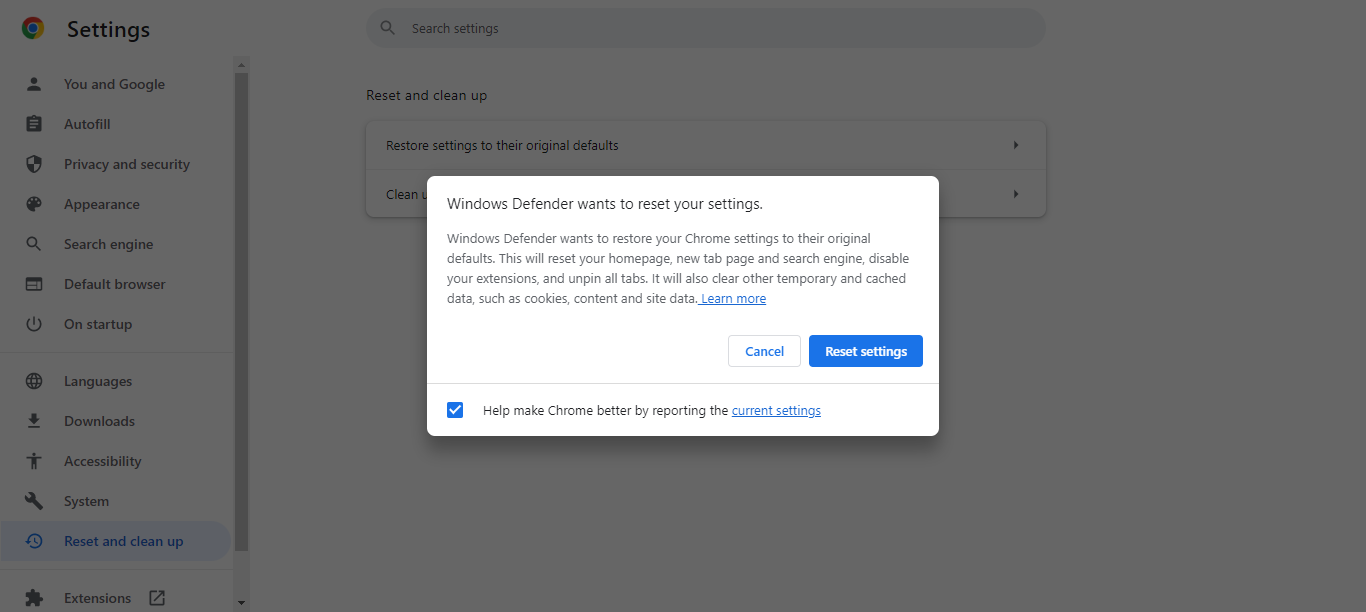 Settings
Search settings
You and Google
Autofill
Privacy and security
Appearance
Search engine
Default browser
On startup
Languages
Downloads
Accessibility
System
Reset and clean up
Extensions
Reset and clean up
Restore settings to their original defaults
Clean
Windows Defender wants to reset your settings.
Windows Defender wants to restore your Chrome settings to their original
defaults. This will reset your homepage, new tab page and search engine, disable
your extensions, and unpin all tabs. It will also clear other temporary and cached
data, such as cookies, content and site data. Learn more
Cancel
Reset settings
Help make Chrome better by reporting the current settings